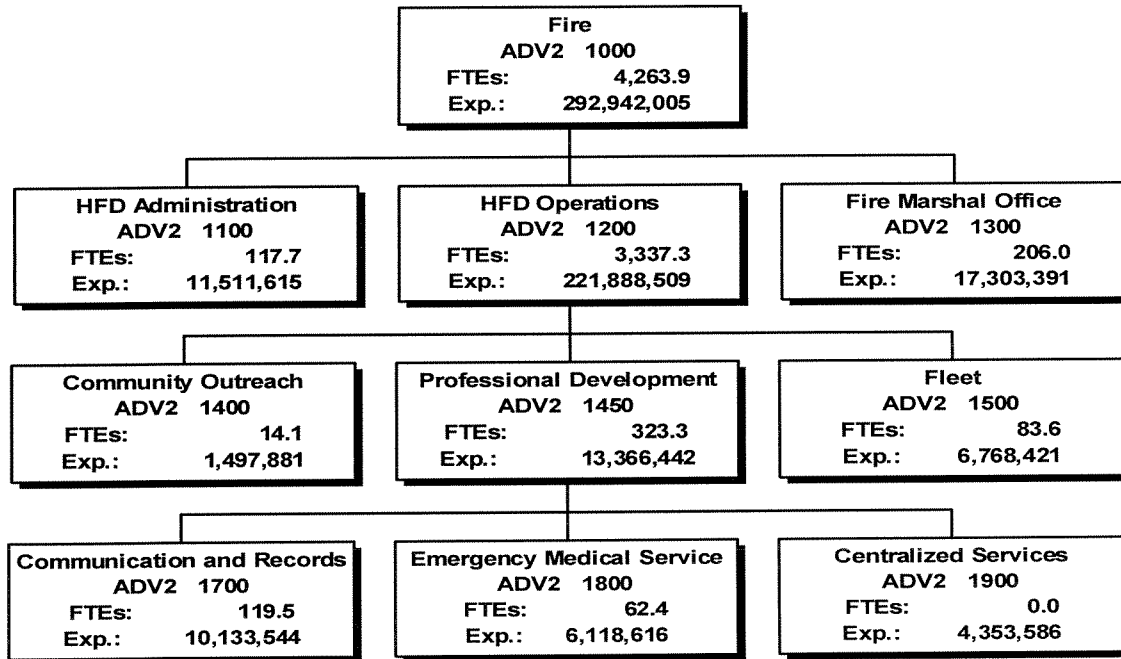 Fire
ADV2 1000
FTEs: 4,263.9
Exp.: 292,942,005
HFD Administration
ADV2 1100
FTEs: 117.7
Exp.: 11,511,615
HFD Operations
ADV2 1200
FTEs: 3,337.3
Exp.: 221,888,509
Fire Marshal Office
ADV2 1300
FTEs: 206.0
Exp.: 17,303,391
Community Outreach
ADV2 1400
FTEs: 14.1
Exp.: 1,497,881
Professional Development
ADV2 1450
FTEs: 323.3
Exp.: 13,366,442
Fleet
ADV2 1500
FTEs: 83.6
Exp.: 6,768,421
Communication and Records
ADV2 1700
FTEs: 119.5
Exp.: 10,133,544
Emergency Medical Service
ADV2 1800
FTEs: 62.4
Exp.: 6,118,616
Centralized Services
ADV2 1900
FTEs: 0.0
Exp.: 4,353,586